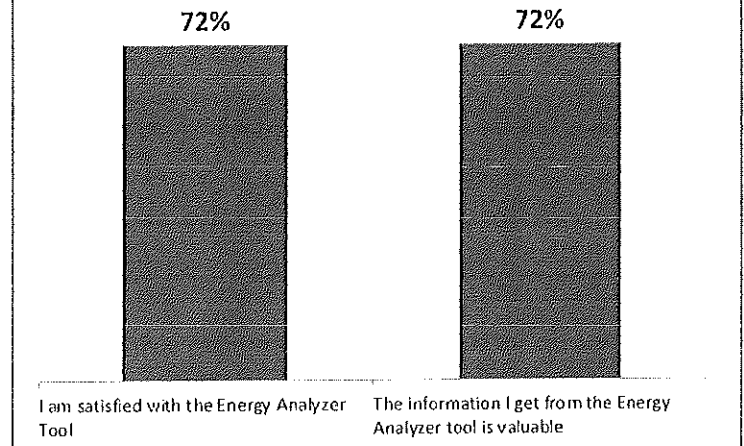 72% 72%
I am satisfied with the Energy Analyzer
Tool
The information I get from the Energy
Analyzer tool is valuable